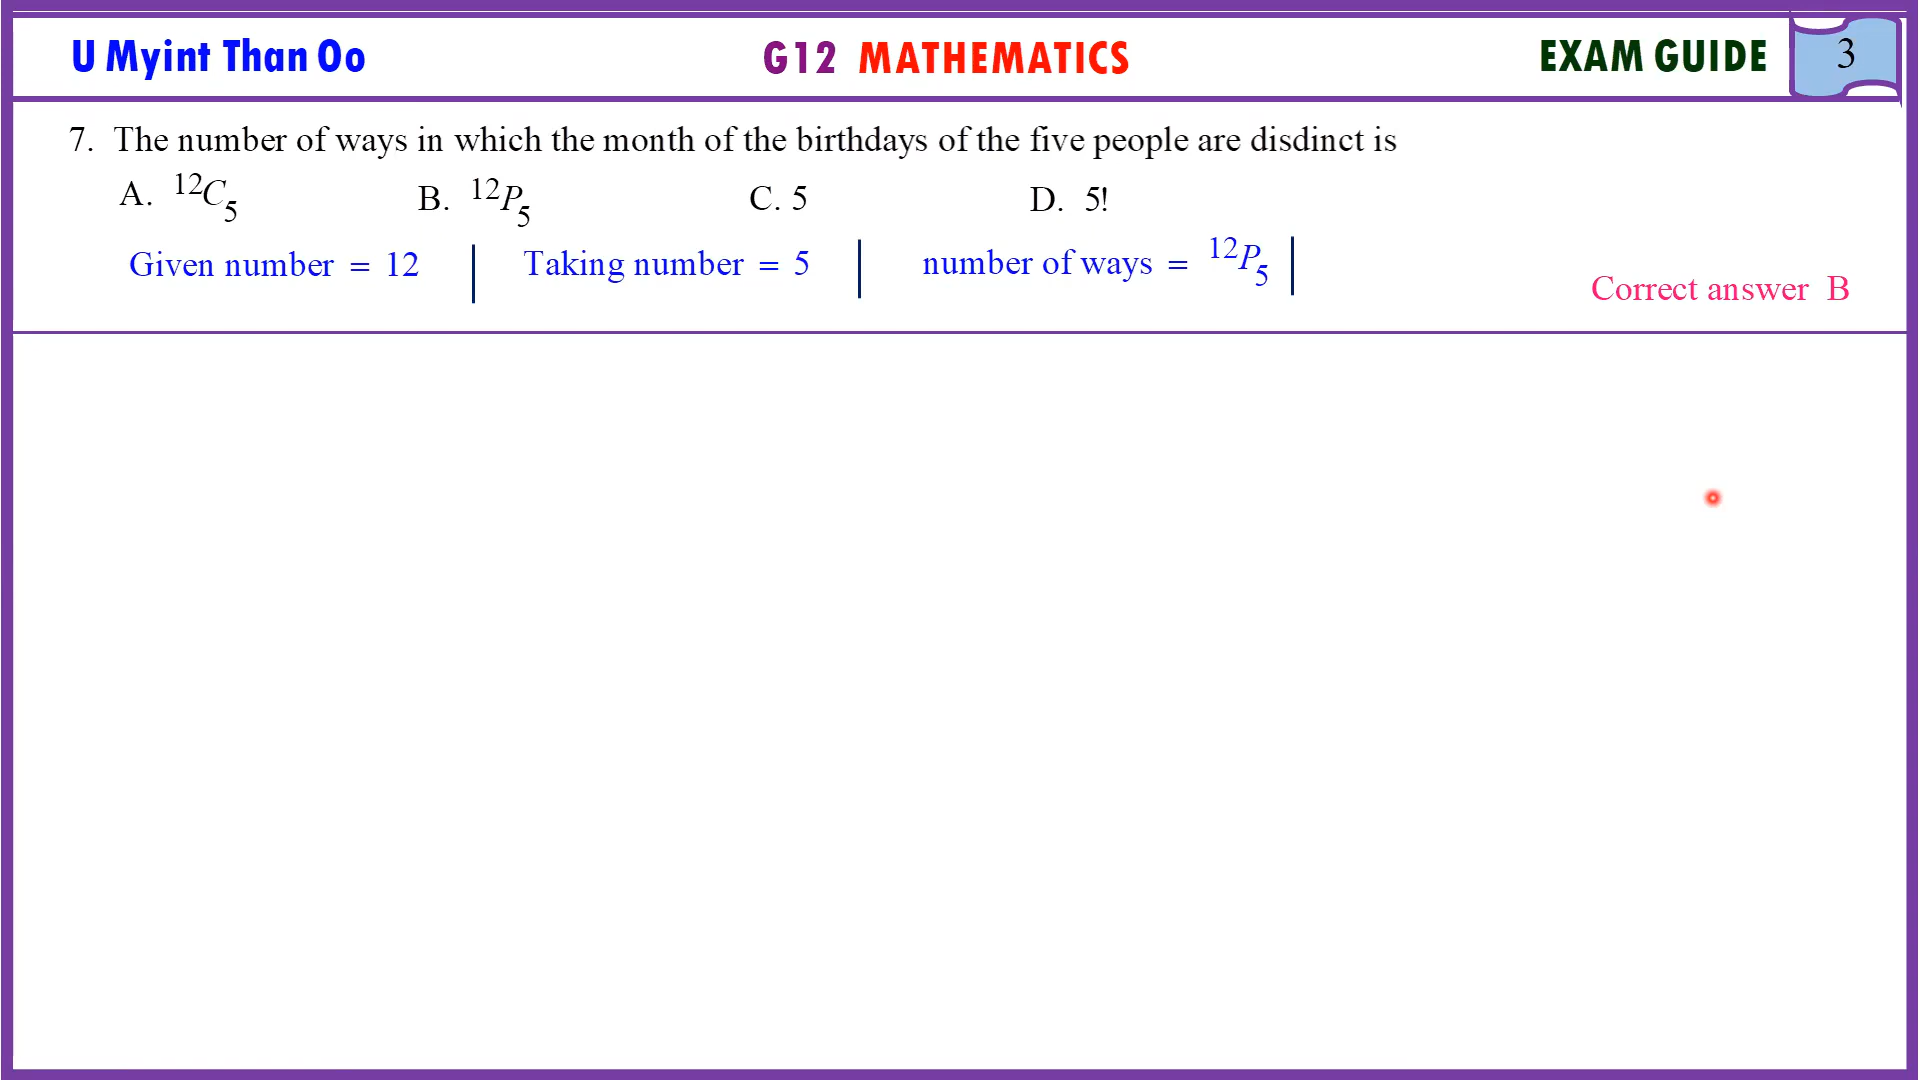 U Myint Than Oo G12 MATHEMATICS EXAM GUIDE 3
7. The number of ways in which the month of the birthdays of the five people are disdinct is
A. ¹²C₅ B. ¹²P₅ C. 5 D. 5!
Given number = 12 | Taking number = 5 | number of ways = ¹²P₅ |
Correct answer B